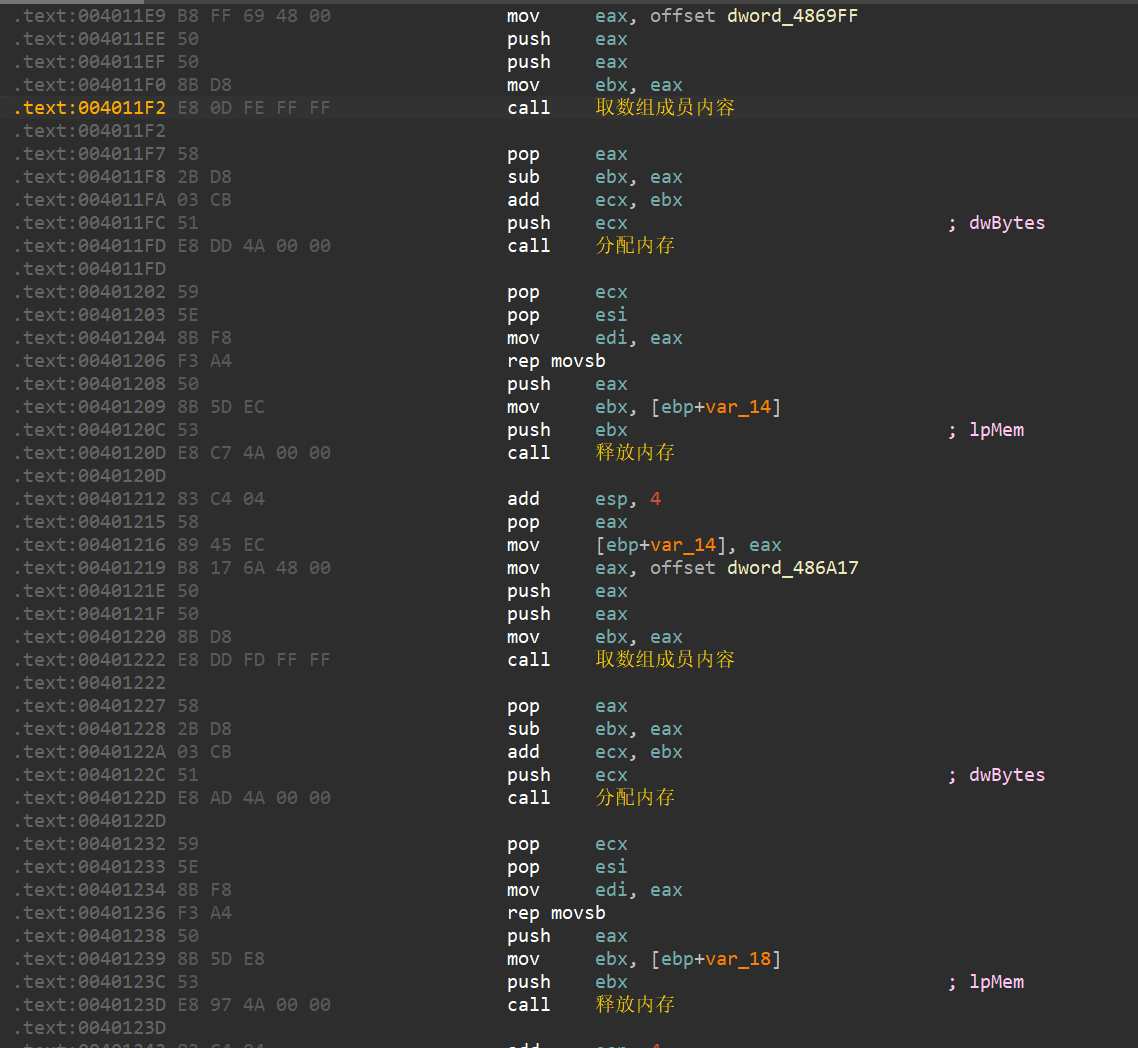 .text:004011E9 B8 FF 69 48 00 mov eax, offset dword_4869FF
.text:004011EE 50 push eax
.text:004011EF 50 push eax
.text:004011F0 8B D8 mov ebx, eax
.text:004011F2 E8 0D FE FF FF call 取数组成员内容
.text:004011F2
.text:004011F7 58 pop eax
.text:004011F8 2B D8 sub ebx, eax
.text:004011FA 03 CB add ecx, ebx
.text:004011FC 51 push ecx ; dwBytes
.text:004011FD E8 DD 4A 00 00 call 分配内存
.text:004011FD
.text:00401202 59 pop ecx
.text:00401203 5E pop esi
.text:00401204 8B F8 mov edi, eax
.text:00401206 F3 A4 rep movsb
.text:00401208 50 push eax
.text:00401209 8B 5D EC mov ebx, [ebp+var_14]
.text:0040120C 53 push ebx ; lpMem
.text:0040120D E8 C7 4A 00 00 call 释放内存
.text:0040120D
.text:00401212 83 C4 04 add esp, 4
.text:00401215 58 pop eax
.text:00401216 89 45 EC mov [ebp+var_14], eax
.text:00401219 B8 17 6A 48 00 mov eax, offset dword_486A17
.text:0040121E 50 push eax
.text:0040121F 50 push eax
.text:00401220 8B D8 mov ebx, eax
.text:00401222 E8 DD FD FF FF call 取数组成员内容
.text:00401222
.text:00401227 58 pop eax
.text:00401228 2B D8 sub ebx, eax
.text:0040122A 03 CB add ecx, ebx
.text:0040122C 51 push ecx ; dwBytes
.text:0040122D E8 AD 4A 00 00 call 分配内存
.text:0040122D
.text:00401232 59 pop ecx
.text:00401233 5E pop esi
.text:00401234 8B F8 mov edi, eax
.text:00401236 F3 A4 rep movsb
.text:00401238 50 push eax
.text:00401239 8B 5D E8 mov ebx, [ebp+var_18]
.text:0040123C 53 push ebx ; lpMem
.text:0040123D E8 97 4A 00 00 call 释放内存
.text:0040123D